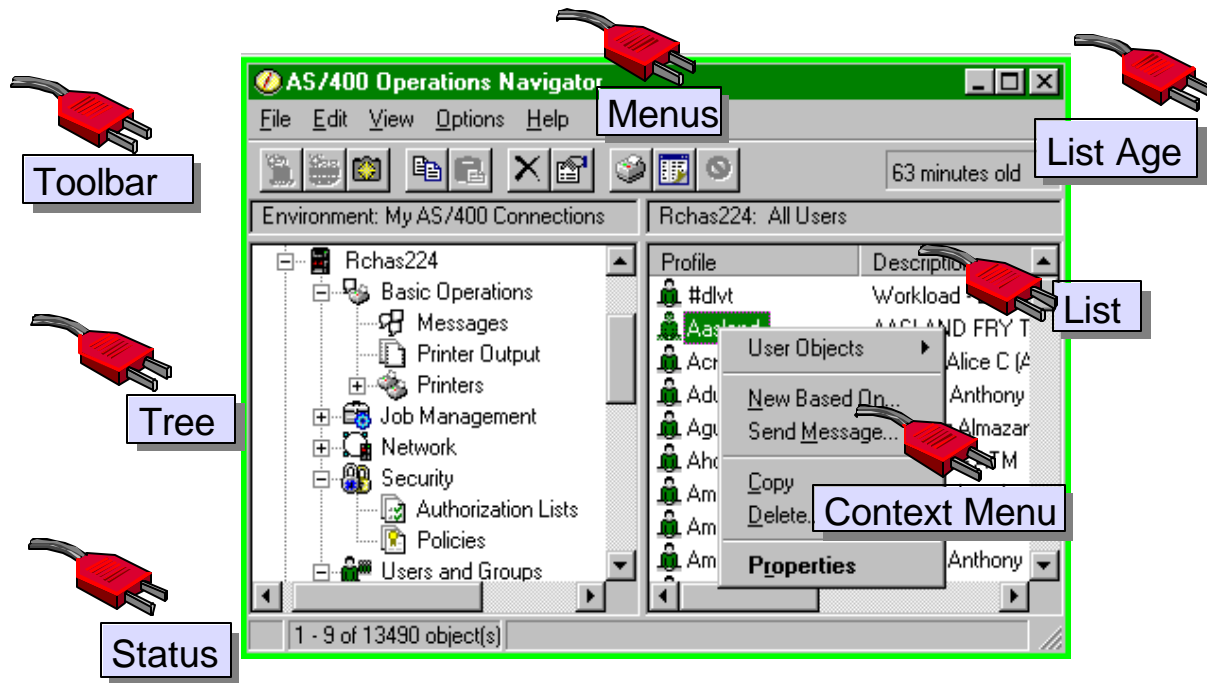 AS/400 Operations Navigator
Menus
File Edit View Options Help
List Age
Toolbar
63 minutes old
Environment: My AS/400 Connections
Rchas224: All Users
Rchas224
Profile
#dlvt Workload
Basic Operations
Messages
Printer Output
Printers
Job Management
Network
Security
Authorization Lists
Policies
Users and Groups
Tree
List
FRY T
User Objects
Alice C (A
New Based On...
Anthony
Send Message...
Almazar
TM
Copy
Delete..
Context Menu
Properties
Anthony
1 - 9 of 13490 object(s)
Status